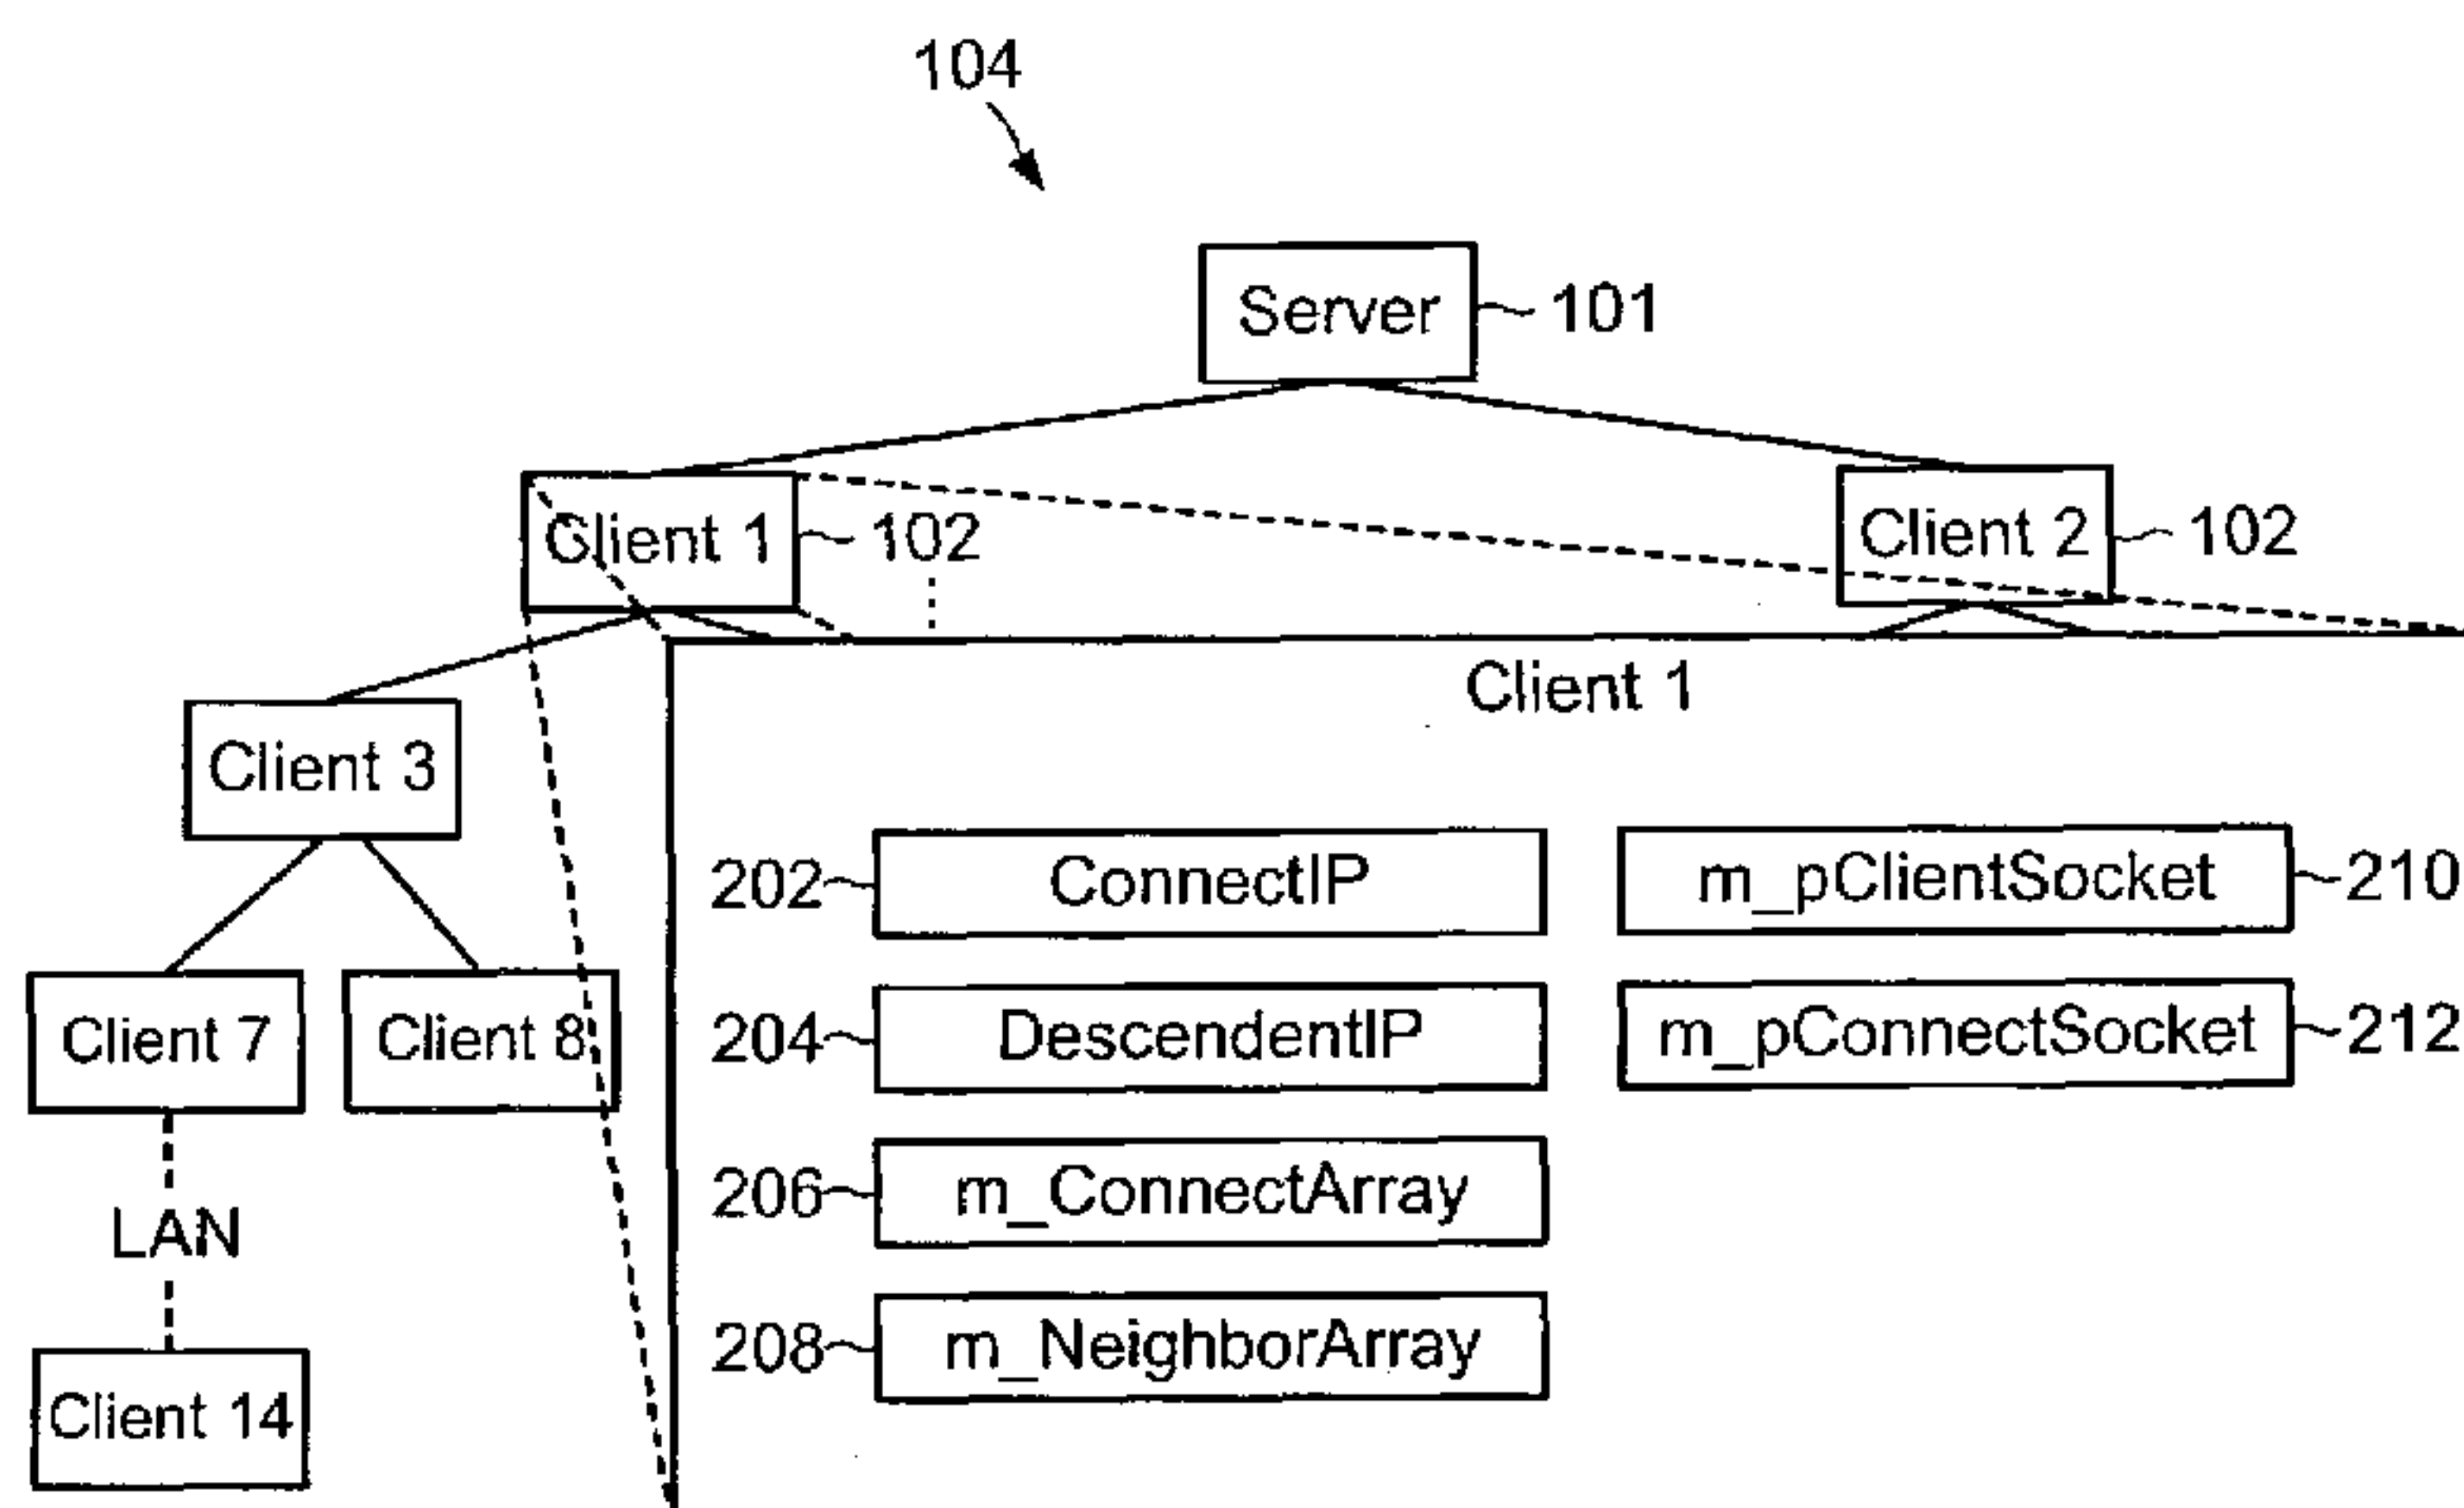 104
Server 101
Client 1 102
Client 2 102
Client 1
Client 3
202 ConnectIP
m_pClientSocket 210
Client 7
Client 8
204 DescendentIP
m_pConnectSocket 212
206 m_ConnectArray
LAN
208 m_NeighborArray
Client 14